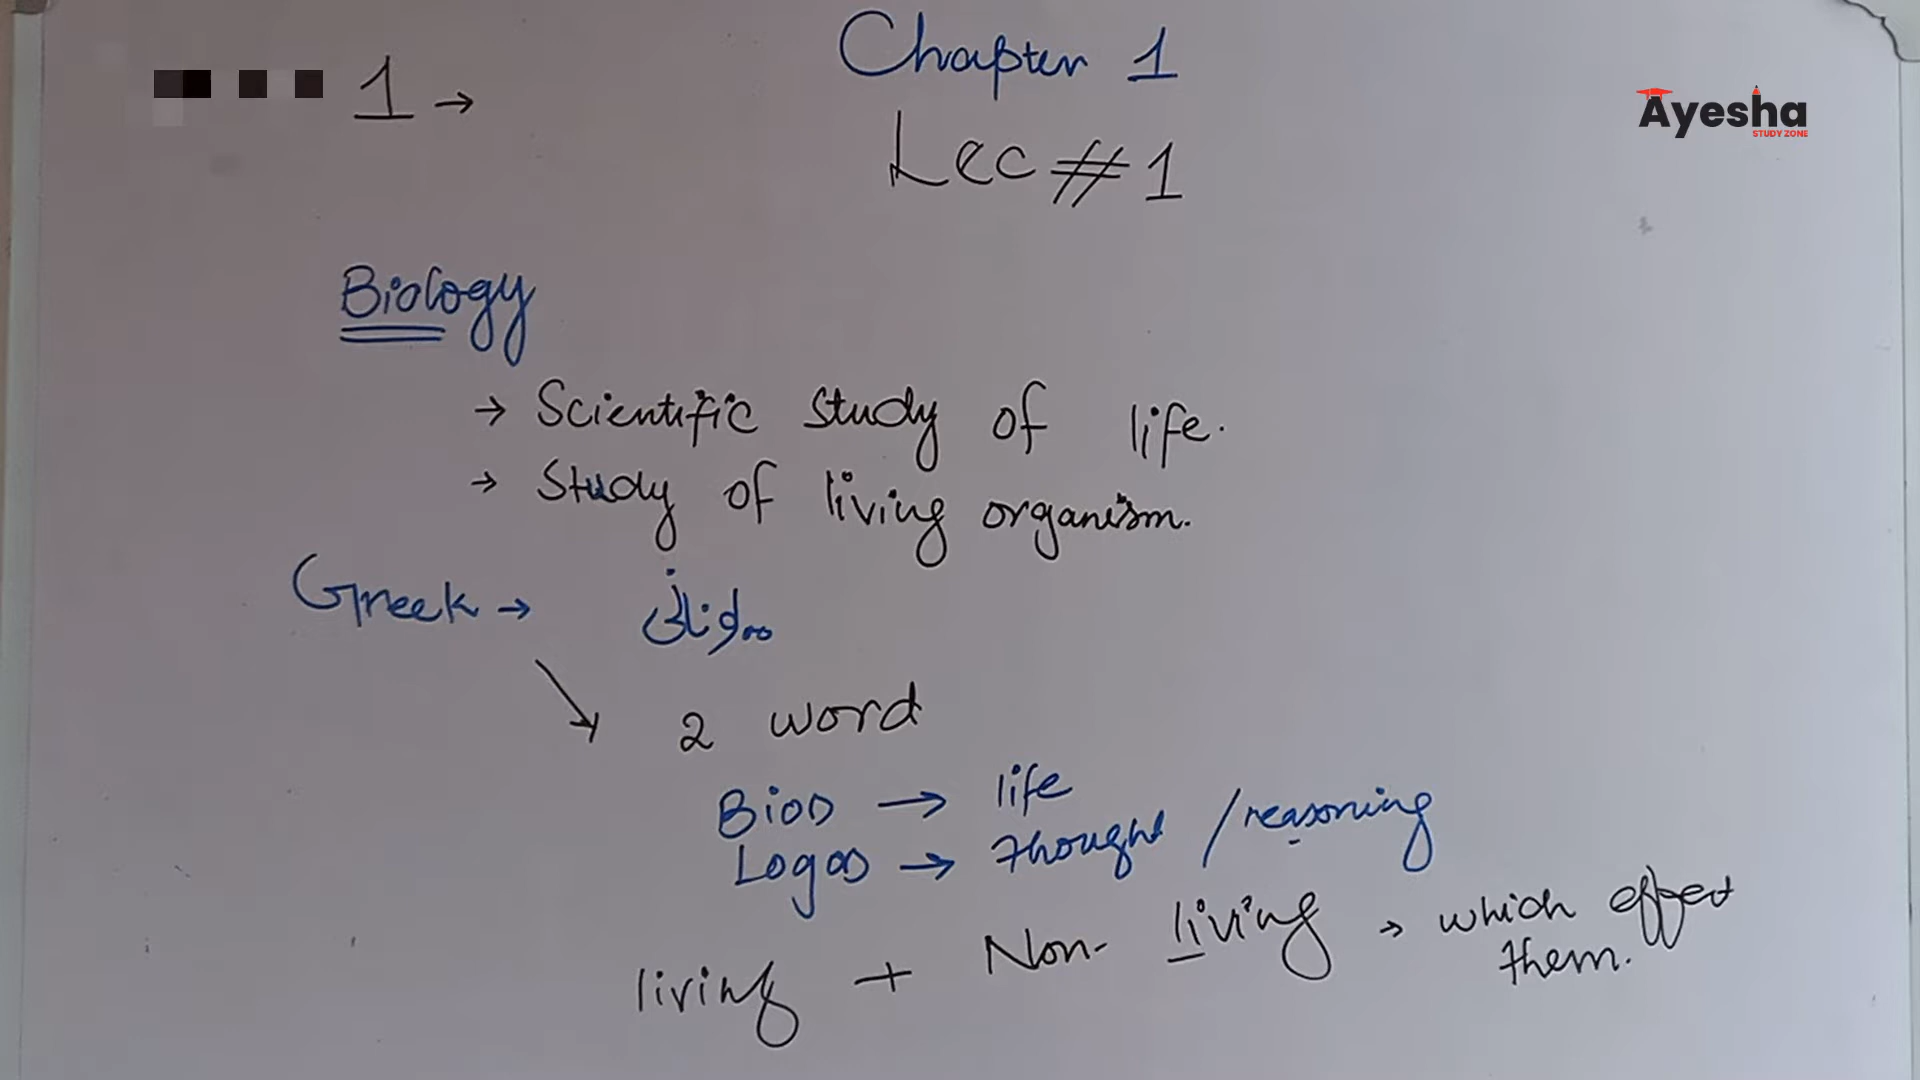 Chapter 1
1 →
Ayesha
STUDY ZONE
Lec # 1
Biology
→ Scientific study of life.
→ Study of living organism.
Greek → یونانی
2 word
Bios → life
Logos → thought / reasoning
living + Non-living → which effect
them.